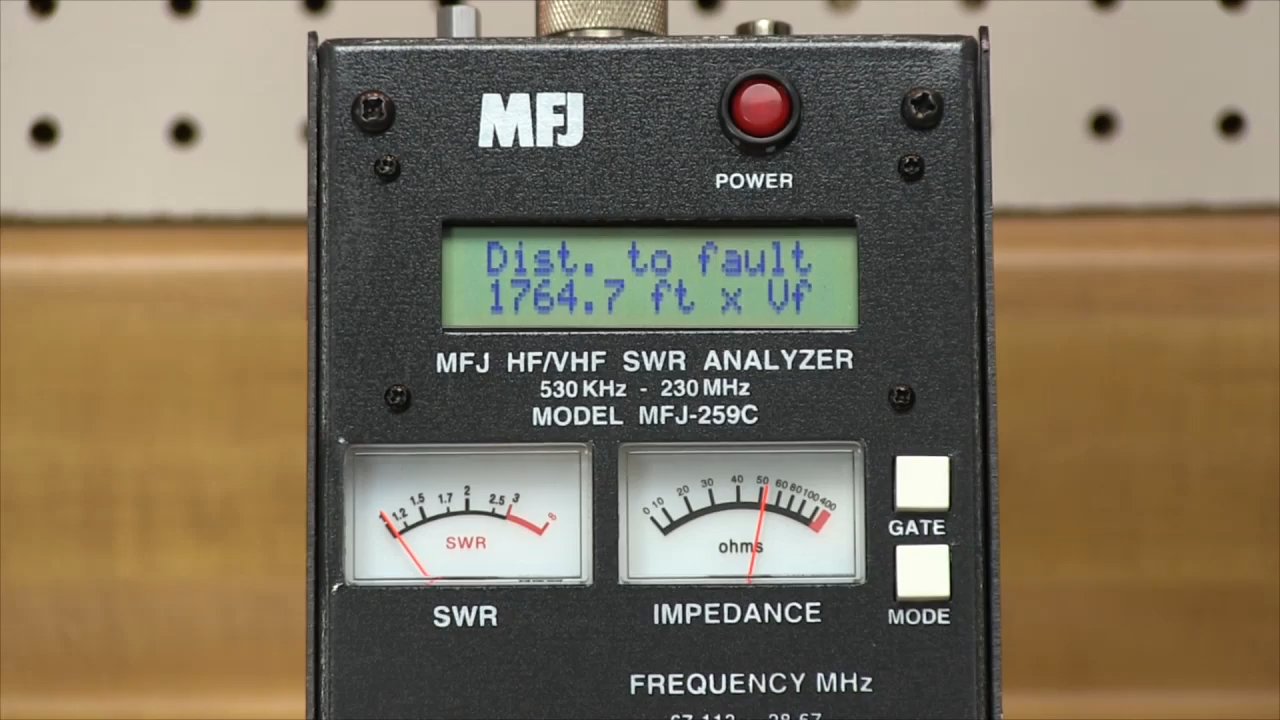 MFJ
POWER
Dist. to fault
1764.7 ft x Vf
MFJ HF/VHF SWR ANALYZER
530 KHz - 230 MHz
MODEL MFJ-259C
1 1.2 1.5 1.7 2 2.5 3
SWR
0 10 20 30 40 50 60 80 100 400
ohms
GATE
SWR
IMPEDANCE
MODE
FREQUENCY MHz